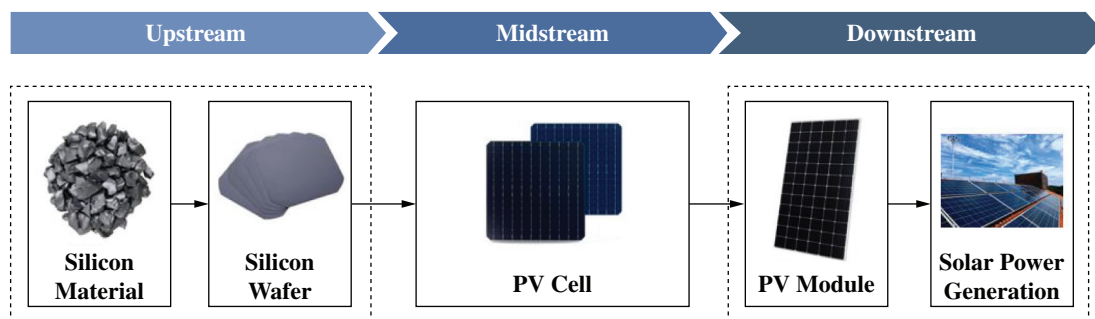 Upstream
Midstream
Downstream
Silicon
Material
Silicon
Wafer
PV Cell
PV Module
Solar Power
Generation